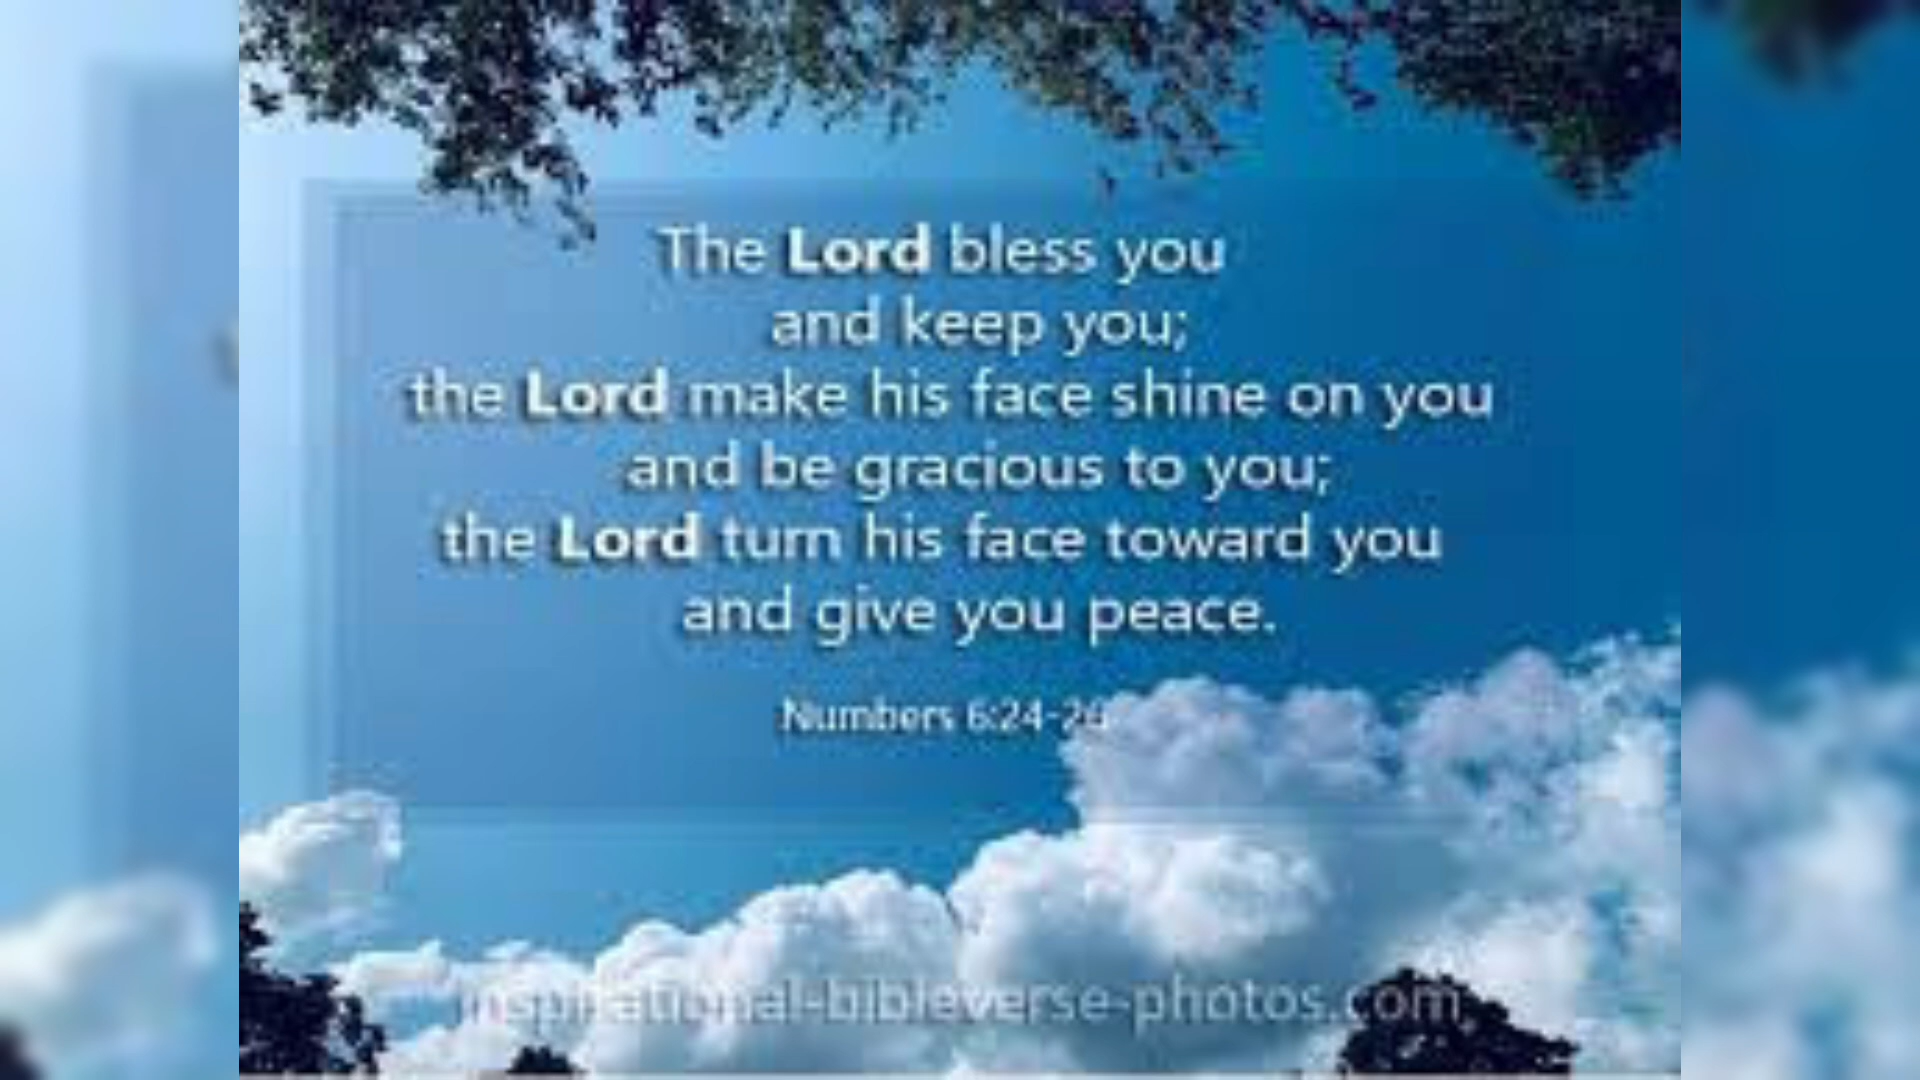 The Lord bless you
and keep you;
the Lord make his face shine on you
and be gracious to you;
the Lord turn his face toward you
and give you peace.
Numbers 6:24-26
inspirational-bibleverse-photos.com